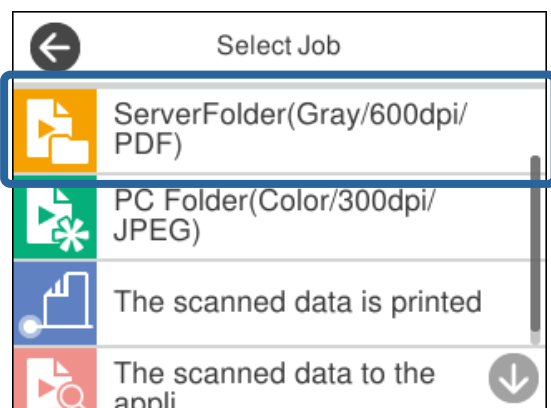 Select Job
ServerFolder(Gray/600dpi/
PDF)
PC Folder(Color/300dpi/
JPEG)
The scanned data is printed
The scanned data to the
appli...